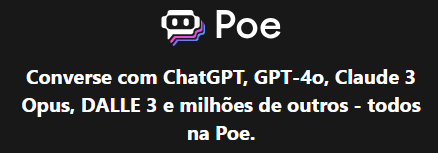 Poe
Converse com ChatGPT, GPT-4o, Claude 3
Opus, DALLE 3 e milhões de outros - todos
na Poe.